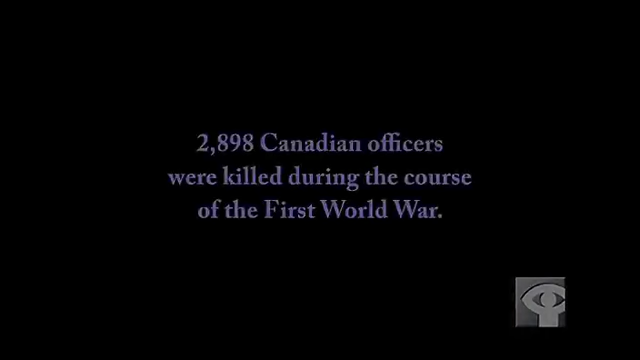 2,898 Canadian officers
were killed during the course
of the First World War.